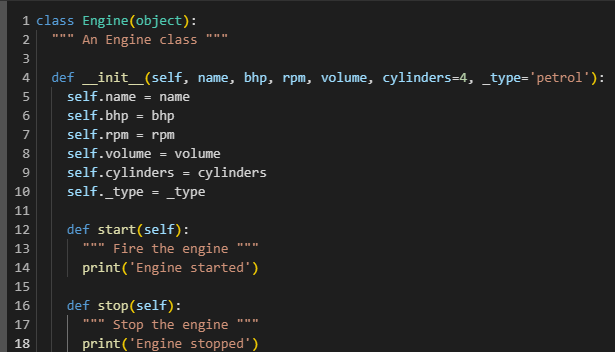 1 class Engine(object):
2   """ An Engine class """
3
4   def __init__(self, name, bhp, rpm, volume, cylinders=4, _type='petrol'):
5     self.name = name
6     self.bhp = bhp
7     self.rpm = rpm
8     self.volume = volume
9     self.cylinders = cylinders
10     self._type = _type
11
12     def start(self):
13       """ Fire the engine """
14       print('Engine started')
15
16     def stop(self):
17       """ Stop the engine """
18       print('Engine stopped')